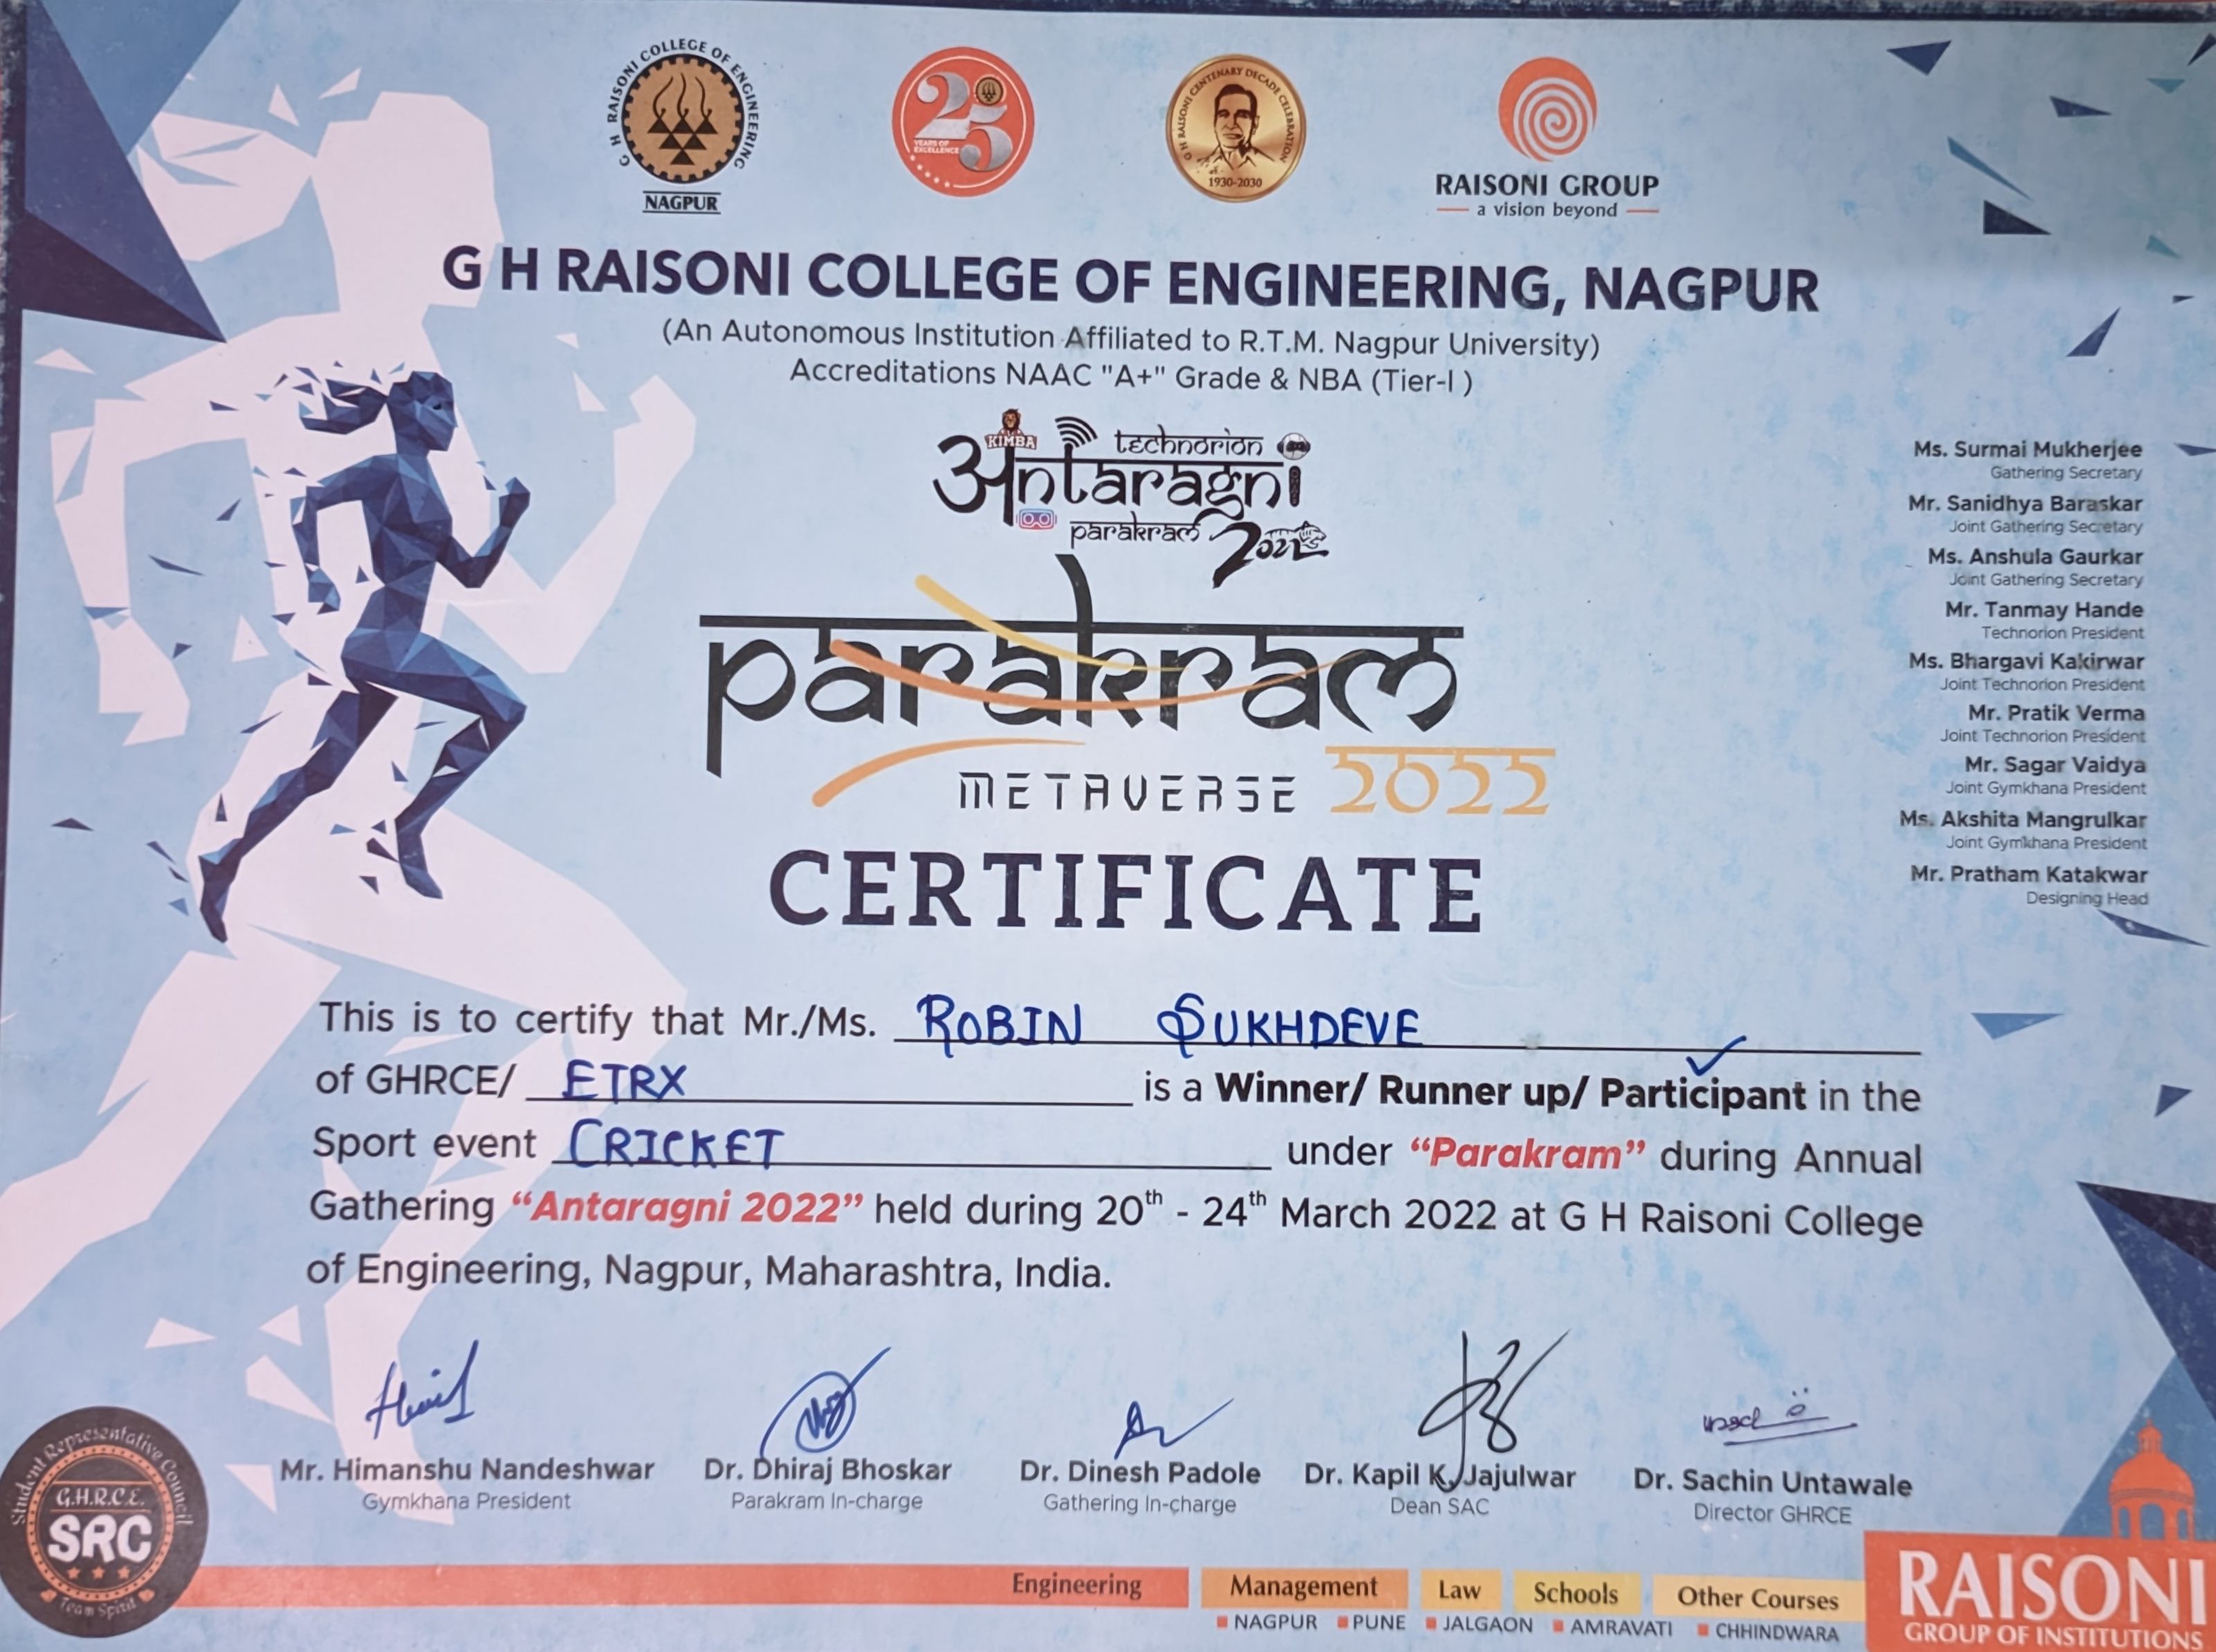 G H RAISONI COLLEGE OF ENGINEERING
NAGPUR
25
YEARS OF
EXCELLENCE
G H RAISONI CENTENARY DECADE CELEBRATION
1930-2030
RAISONI GROUP
a vision beyond
G H RAISONI COLLEGE OF ENGINEERING, NAGPUR
(An Autonomous Institution Affiliated to R.T.M. Nagpur University)
Accreditations NAAC "A+" Grade & NBA (Tier-I )
KIMBA
technorion
अntaragni
parakram 2022
parakram
METAVERSE 2022
CERTIFICATE
Ms. Surmai Mukherjee
Gathering Secretary
Mr. Sanidhya Baraskar
Joint Gathering Secretary
Ms. Anshula Gaurkar
Joint Gathering Secretary
Mr. Tanmay Hande
Technorion President
Ms. Bhargavi Kakirwar
Joint Technorion President
Mr. Pratik Verma
Joint Technorion President
Mr. Sagar Vaidya
Joint Gymkhana President
Ms. Akshita Mangrulkar
Joint Gymkhana President
Mr. Pratham Katakwar
Designing Head
This is to certify that Mr./Ms. ROBIN SUKHDEVE
of GHRCE/ ETRX is a Winner/ Runner up/ Participant in the
Sport event CRICKET under “Parakram” during Annual
Gathering “Antaragni 2022” held during 20th - 24th March 2022 at G H Raisoni College
of Engineering, Nagpur, Maharashtra, India.
Mr. Himanshu Nandeshwar
Gymkhana President
Dr. Dhiraj Bhoskar
Parakram In-charge
Dr. Dinesh Padole
Gathering In-charge
Dr. Kapil K. Jajulwar
Dean SAC
Dr. Sachin Untawale
Director GHRCE
Student Representative Council
G.H.R.C.E.
SRC
Team Spirit
Engineering Management Law Schools Other Courses
NAGPUR PUNE JALGAON AMRAVATI CHHINDWARA
RAISONI
GROUP OF INSTITUTIONS